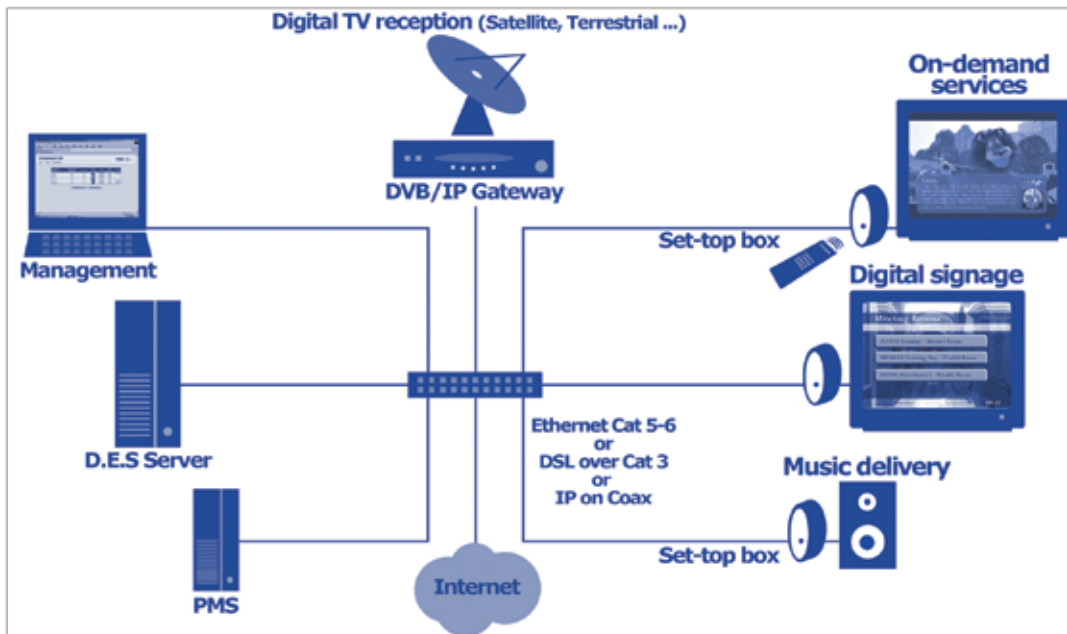 Digital TV reception (Satellite, Terrestrial ...)
On-demand
services
DVB/IP Gateway
Set-top box
Management
Digital signage
Ethernet Cat 5-6
or
DSL over Cat 3
or
IP on Coax
D.E.S Server
Music delivery
Set-top box
Internet
PMS